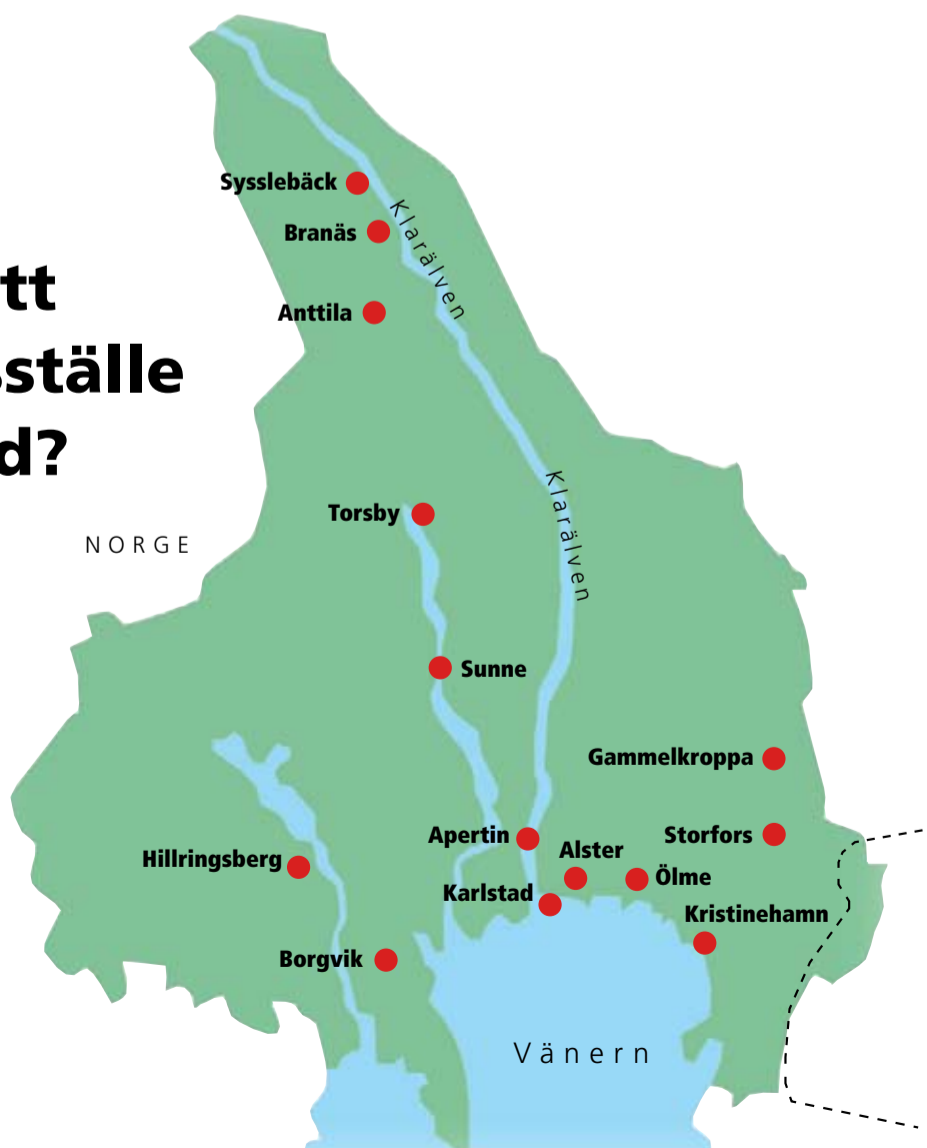 Sysslebäck
Klarälven
Branäs
tt
Anttila
ställe
d?
Klarälven
Torsby
NORGE
Sunne
Gammelkroppa
Apertin
Storfors
Alster
Hillringsberg
Ölme
Karlstad
Kristinehamn
Borgvik
Vänern